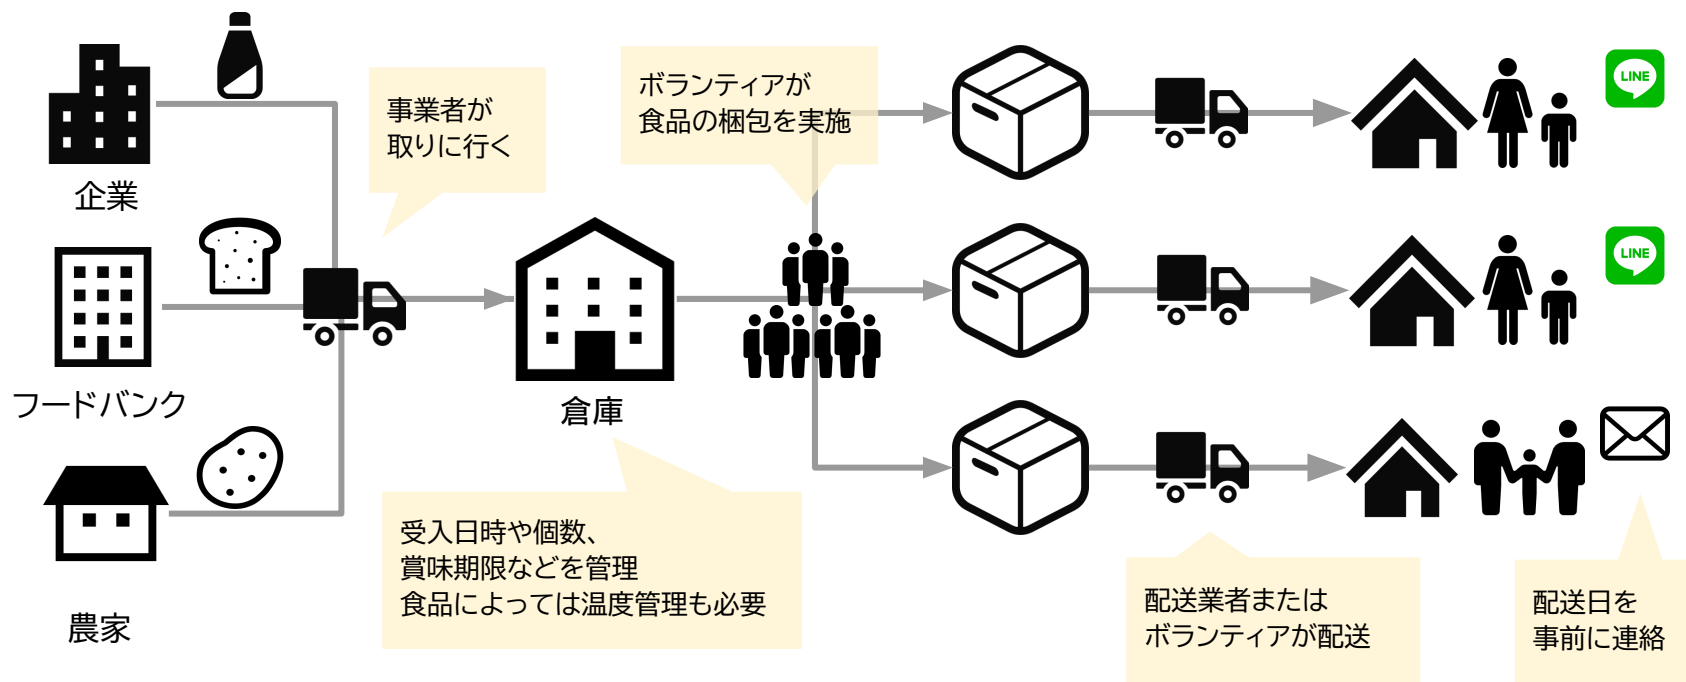 事業者が
取りに行く
ボランティアが
食品の梱包を実施
企業
フードバンク
農家
倉庫
受入日時や個数、
賞味期限などを管理
食品によっては温度管理も必要
LINE
LINE
配送業者または
ボランティアが配送
配送日を
事前に連絡